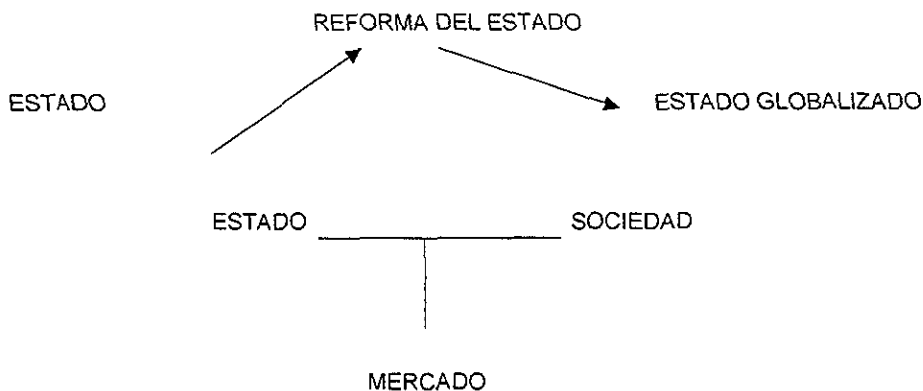 REFORMA DEL ESTADO
ESTADO
ESTADO GLOBALIZADO
ESTADO
SOCIEDAD
MERCADO